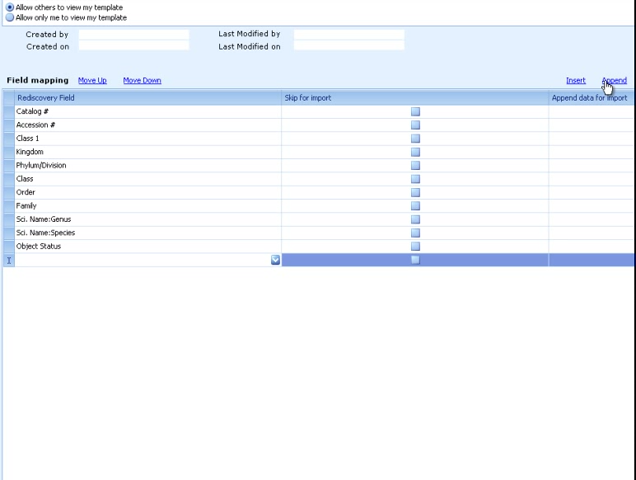 Allow others to view my template
Allow only me to view my template
Created by Last Modified by
Created on Last Modified on
Field mapping Move Up Move Down Insert Append
Rediscovery Field Skip for import Append data for import
Catalog #
Accession #
Class 1
Kingdom
Phylum/Division
Class
Order
Family
Sci. Name:Genus
Sci. Name:Species
Object Status